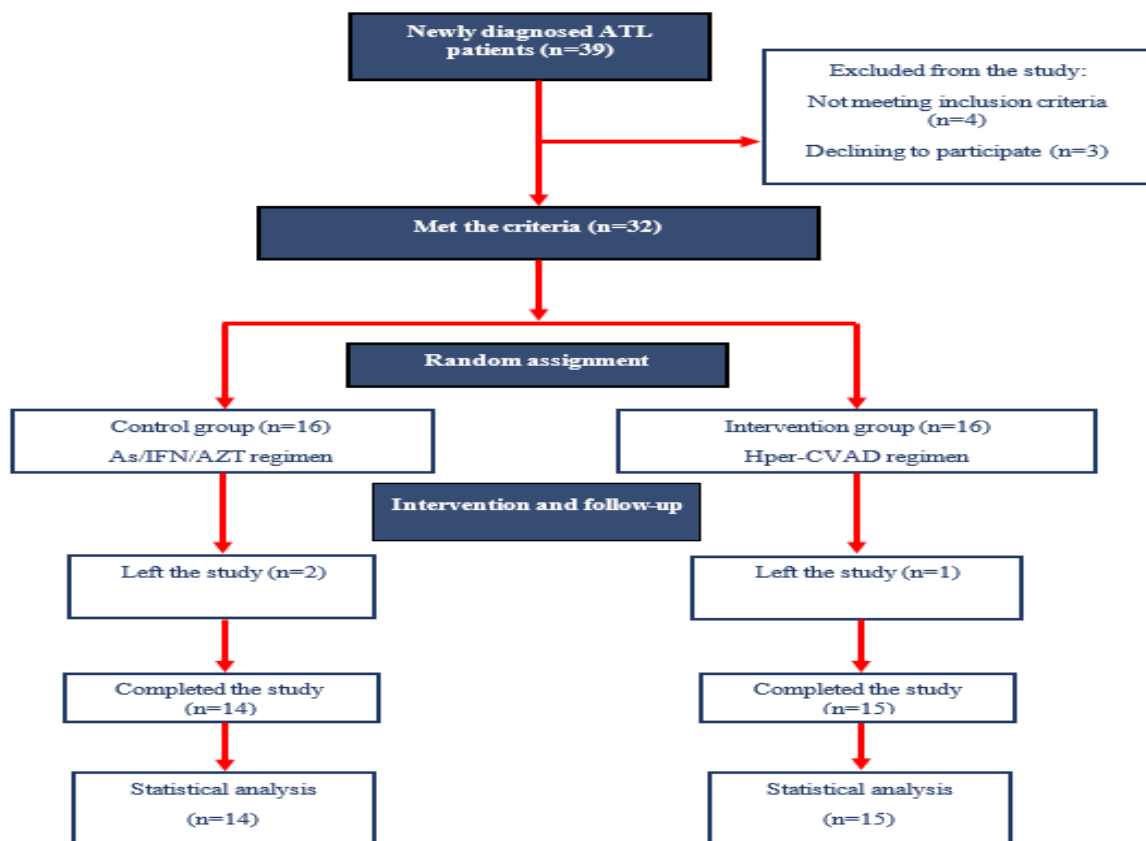 Newly diagnosed ATL
patients (n=39)
Excluded from the study:
Not meeting inclusion criteria
(n=4)
Declining to participate (n=3)
Met the criteria (n=32)
Random assignment
Control group (n=16)
As/IFN/AZT regimen
Intervention group (n=16)
Hper-CVAD regimen
Intervention and follow-up
Left the study (n=2)
Left the study (n=1)
Completed the study
(n=14)
Completed the study
(n=15)
Statistical analysis
(n=14)
Statistical analysis
(n=15)